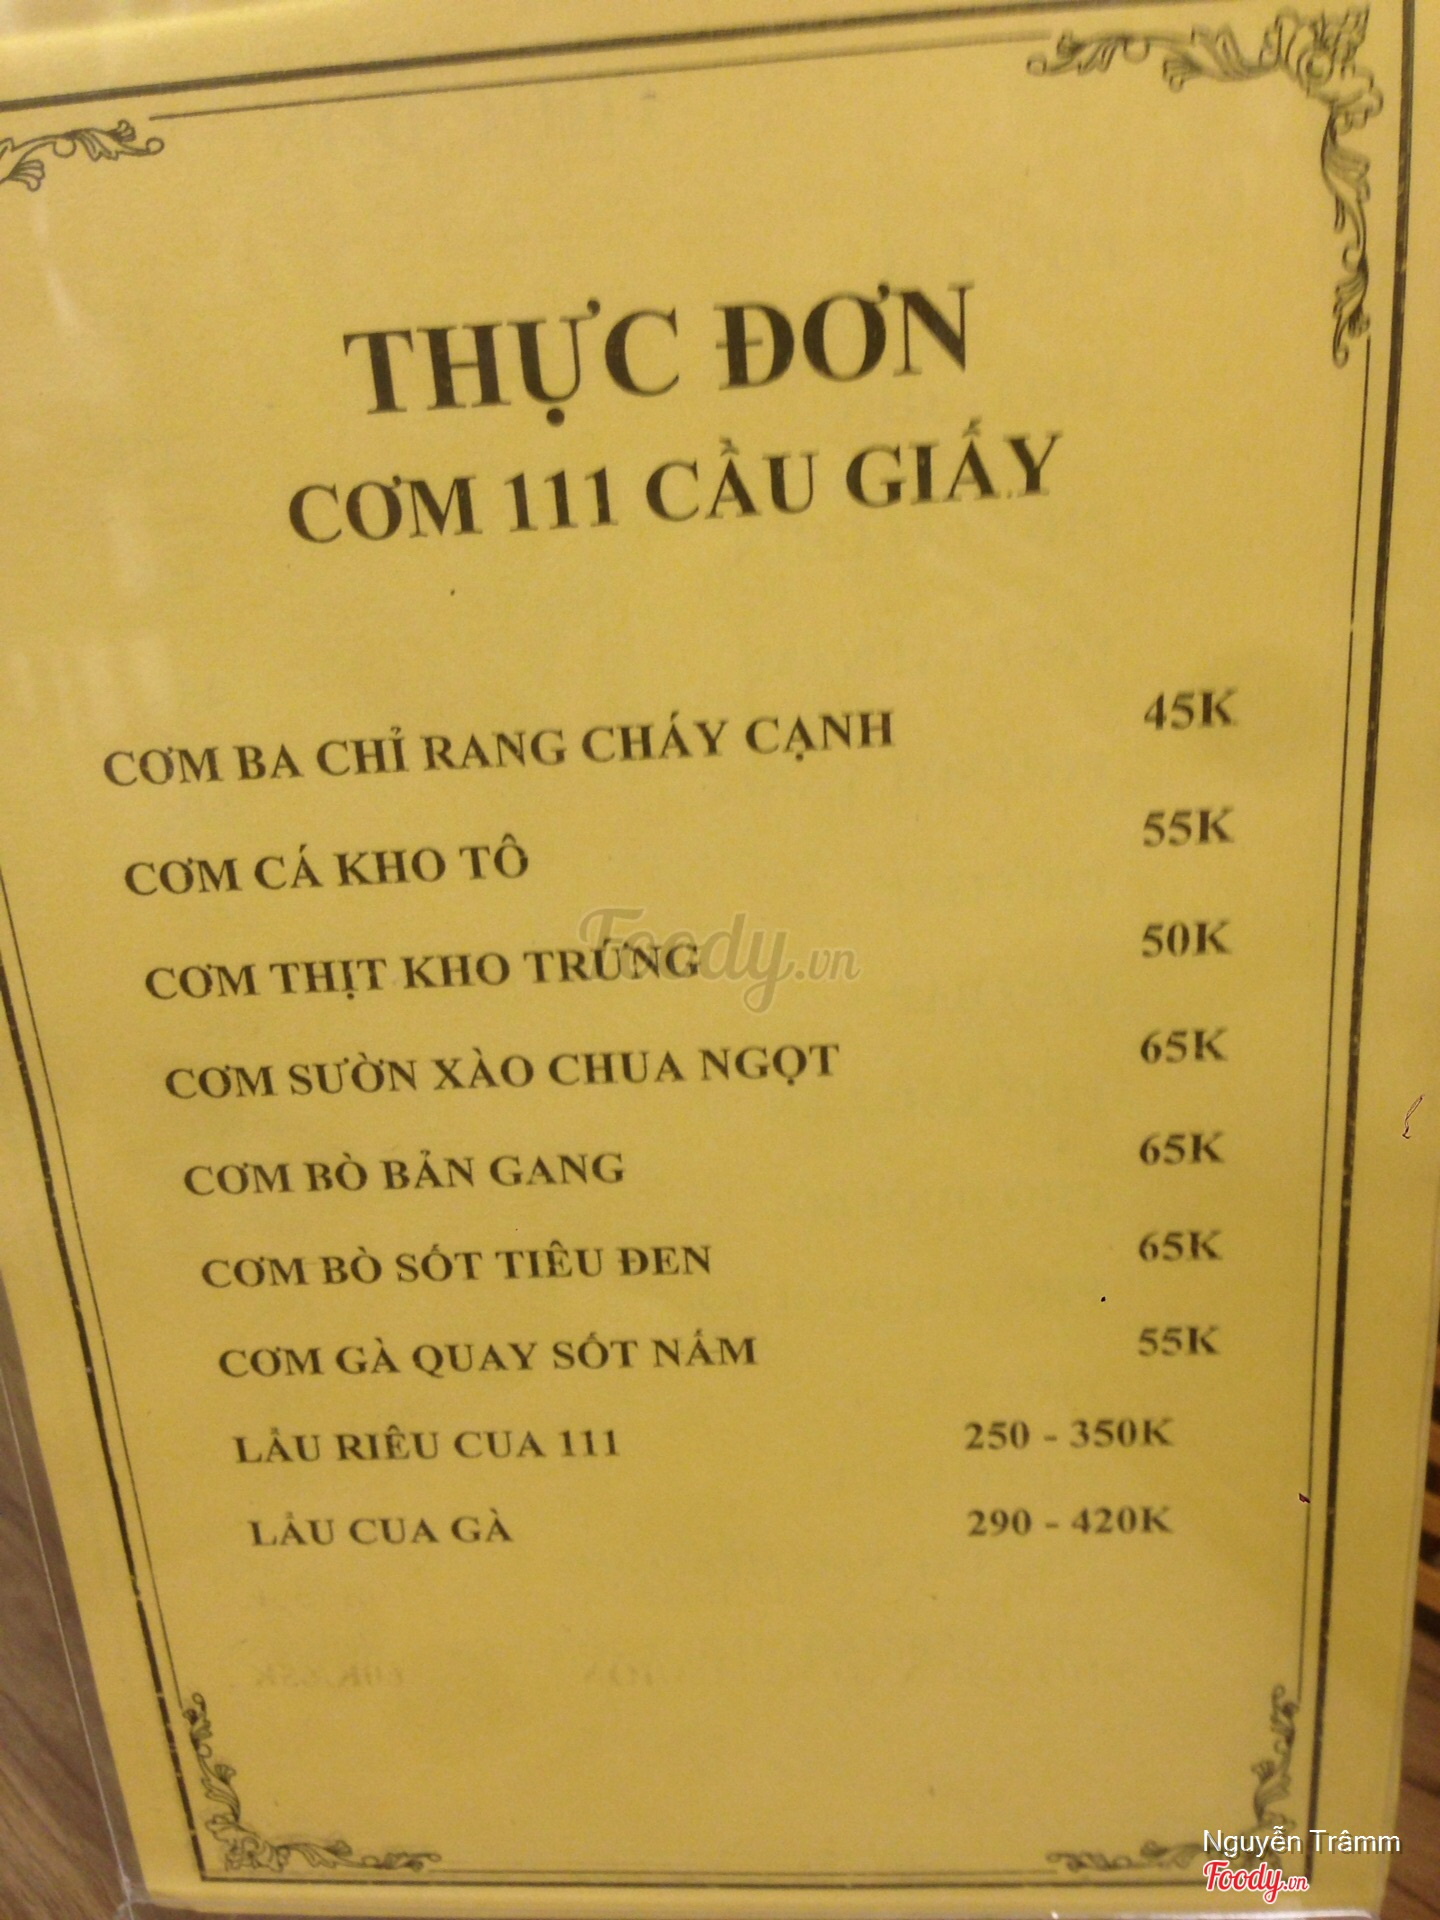 THỰC ĐƠN
CƠM 111 CẦU GIẤY
CƠM BA CHỈ RANG CHÁY CẠNH 45K
CƠM CÁ KHO TÔ 55K
CƠM THỊT KHO TRỨNG 50K
Foody.vn
CƠM SƯỜN XÀO CHUA NGỌT 65K
CƠM BÒ BẢN GANG 65K
CƠM BÒ SỐT TIÊU ĐEN 65K
CƠM GÀ QUAY SỐT NẤM 55K
LẨU RIÊU CUA 111 250 - 350K
LẨU CUA GÀ 290 - 420K
Nguyễn Trâmm
Foody.vn